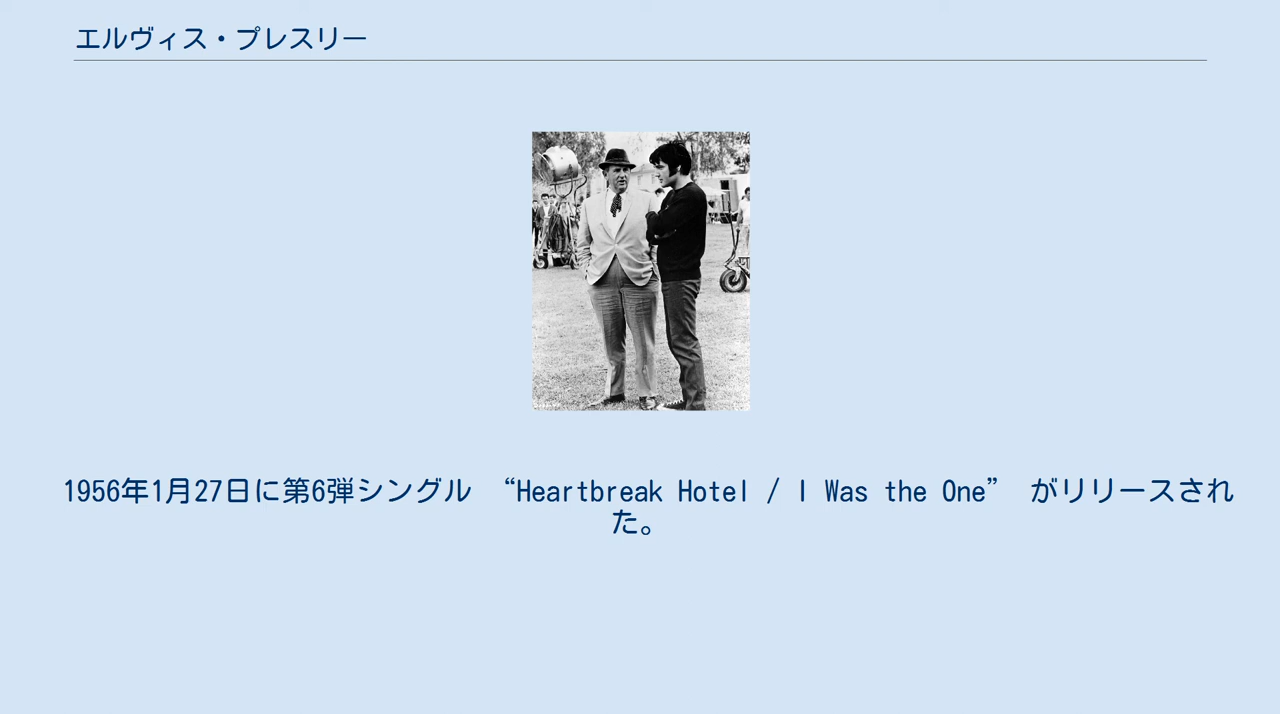 エルヴィス・プレスリー
1956年1月27日に第6弾シングル “Heartbreak Hotel / I Was the One” がリリースされ
た。